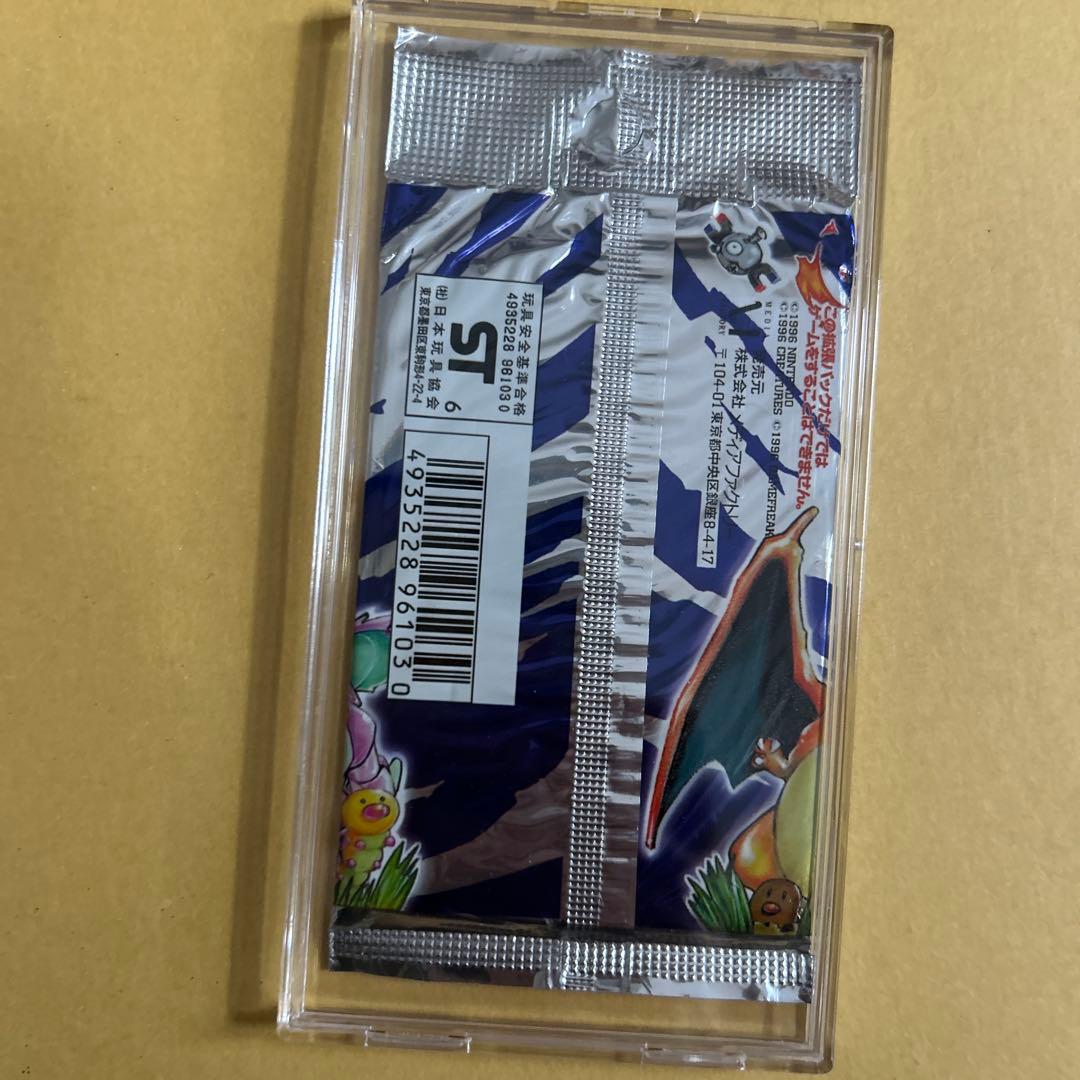 玩具安全基準合格
4935228 961030
ST
6
(社)日本玩具協会
東京都墨田区東駒形4-22-4
4935228961030
この拡張パックだけでは
ゲームをすることはできません。
©1996 NINTENDO
©1996 CREATURES ©1996 GAMEFREAK
発売元
株式会社 メディアファクトリー
〒104-01 東京都中央区銀座8-4-17